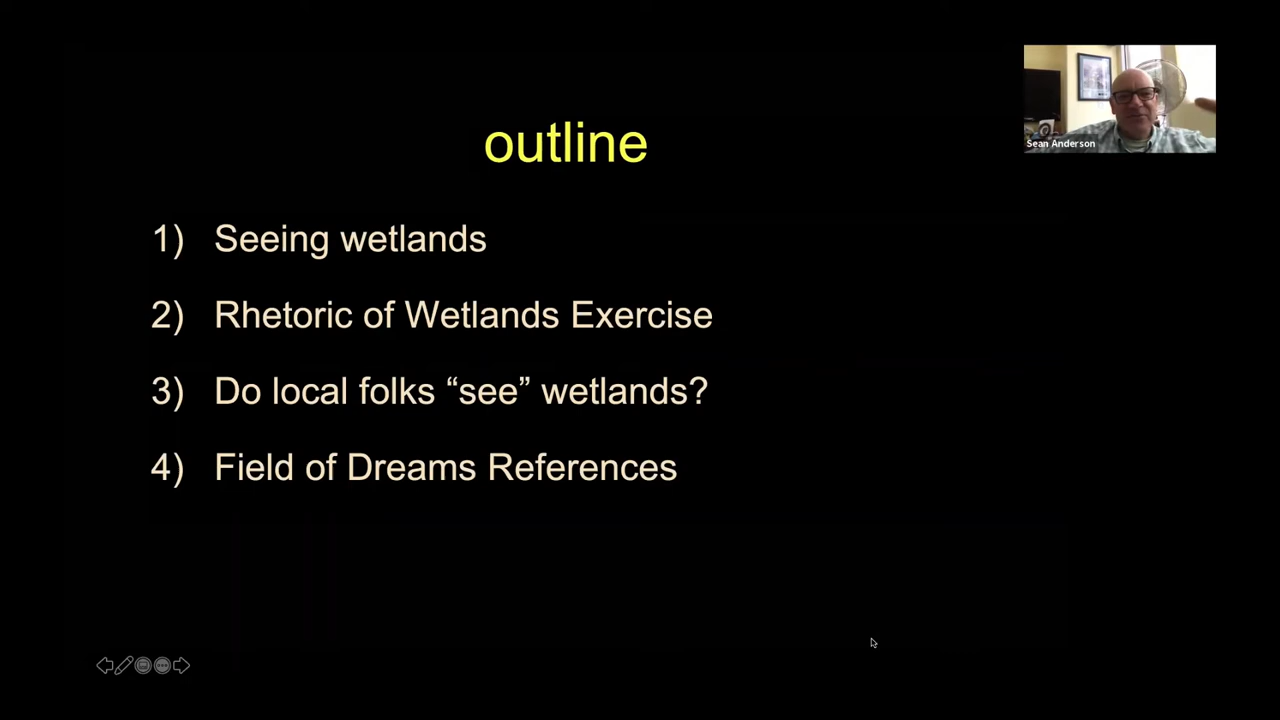 outline
Sean Anderson
1) Seeing wetlands
2) Rhetoric of Wetlands Exercise
3) Do local folks “see” wetlands?
4) Field of Dreams References